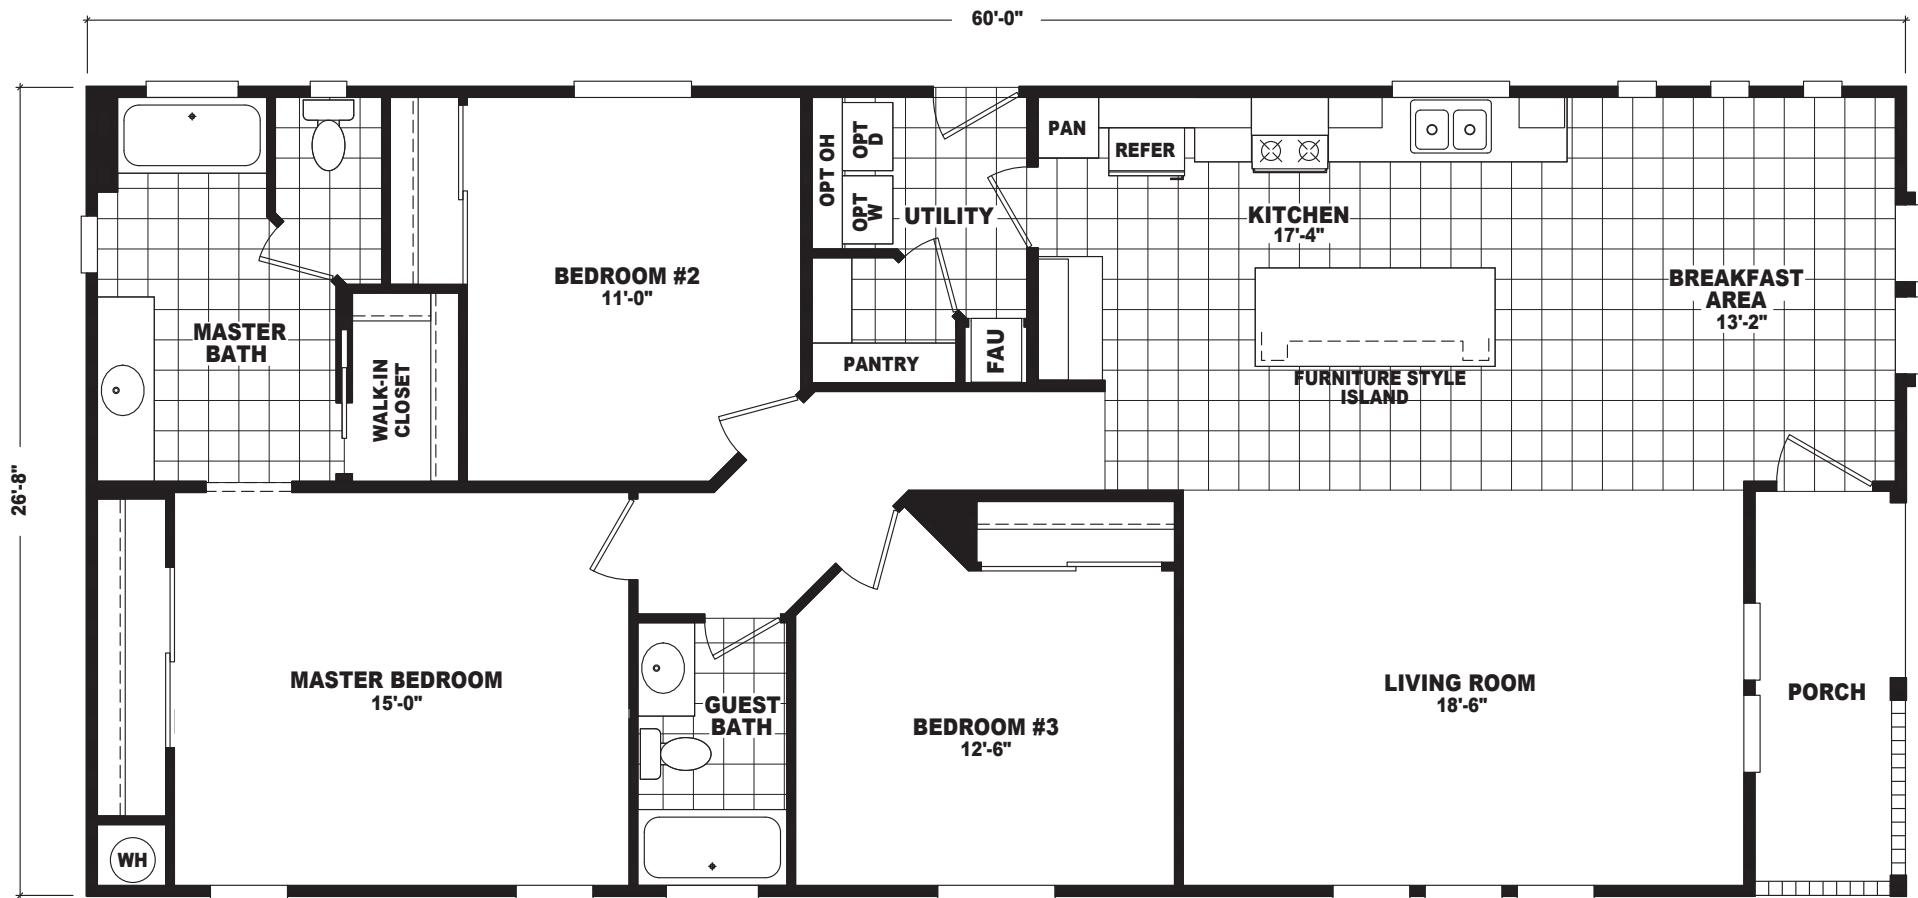 60'-0"
26'-8"
PAN
REFER
OPT OH
OPT
D
OPT
W
UTILITY
KITCHEN
17'-4"
BEDROOM #2
11'-0"
BREAKFAST
AREA
13'-2"
MASTER
BATH
WALK-IN
CLOSET
PANTRY
FAU
FURNITURE STYLE
ISLAND
MASTER BEDROOM
15'-0"
GUEST
BATH
BEDROOM #3
12'-6"
LIVING ROOM
18'-6"
PORCH
WH